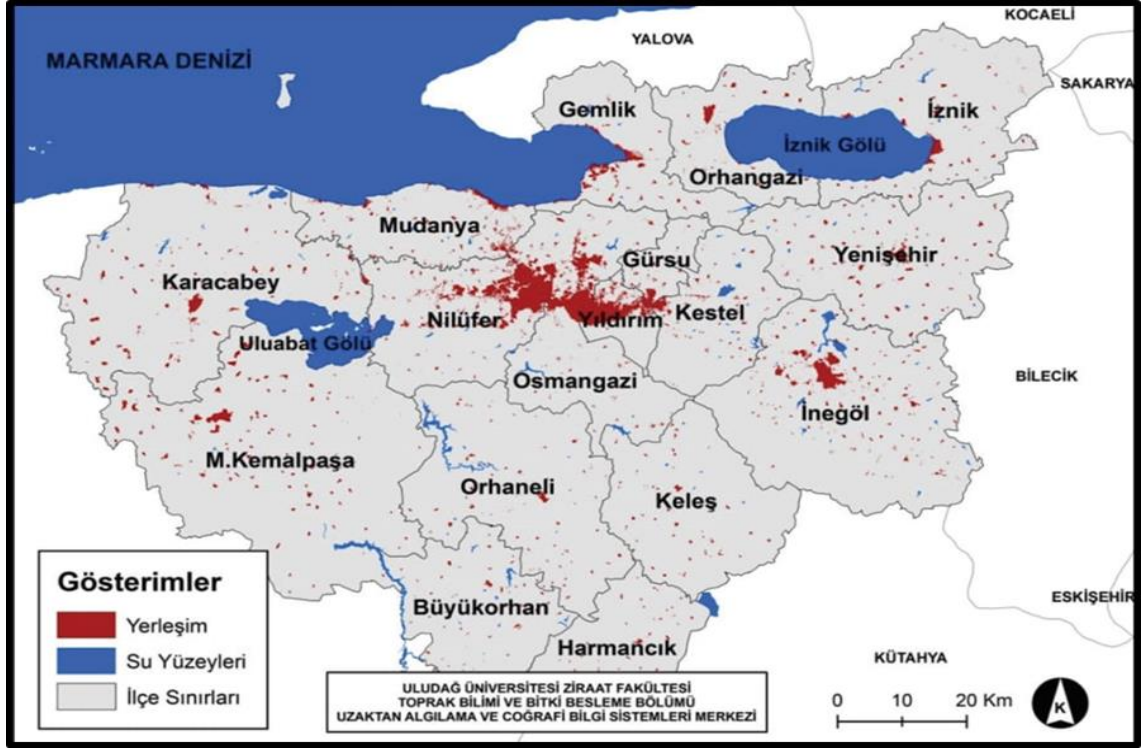 KOCAELİ
YALOVA
MARMARA DENİZİ
SAKARYA
Gemlik
İznik
İznik Gölü
Orhangazi
Mudanya
Yenişehir
Gürsu
Karacabey
Kestel
Nilüfer
Yıldırım
Uluabat Gölü
Osmangazi
BİLECİK
İnegöl
M.Kemalpaşa
Orhaneli
Keleş
Gösterimler
Yerleşim
Su Yüzeyleri
İlçe Sınırları
Büyükorhan
Harmancık
ESKİŞEHİR
KÜTAHYA
ULUDAĞ ÜNİVERSİTESİ ZİRAAT FAKÜLTESİ
TOPRAK BİLİMİ VE BİTKİ BESLEME BÖLÜMÜ
UZAKTAN ALGILAMA VE COĞRAFİ BİLGİ SİSTEMLERİ MERKEZİ
0 10 20 Km
K